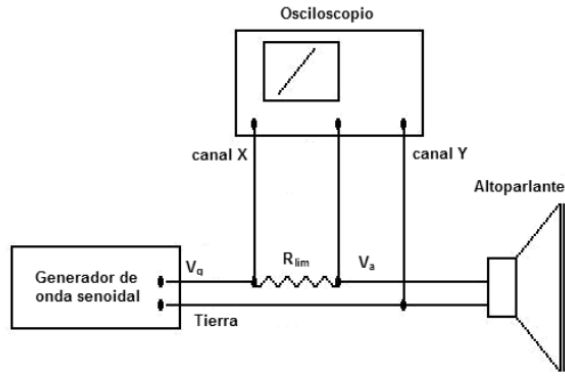 Osciloscopio
canal X
canal Y
Altoparlante
Generador de
onda senoidal
Vg
Rlim
Va
Tierra